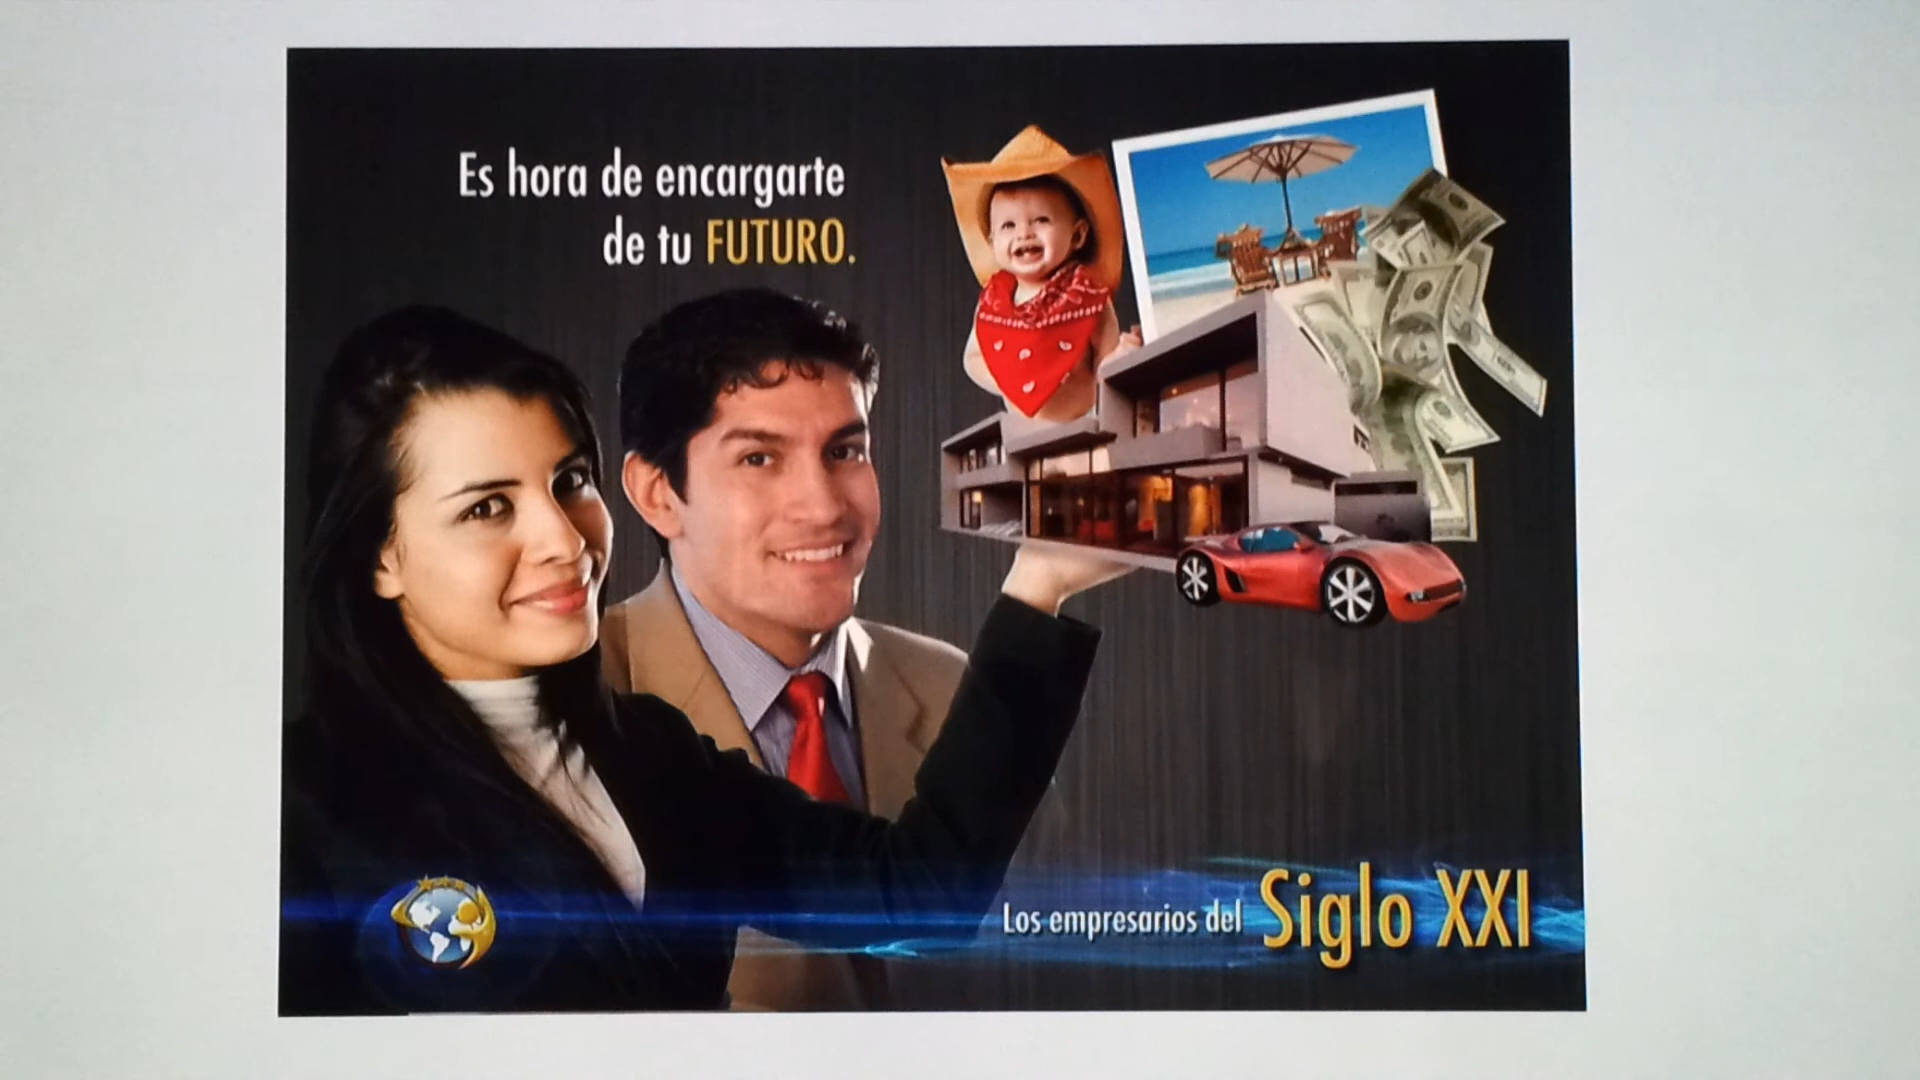 Es hora de encargarte
de tu FUTURO.
Los empresarios del Siglo XXI